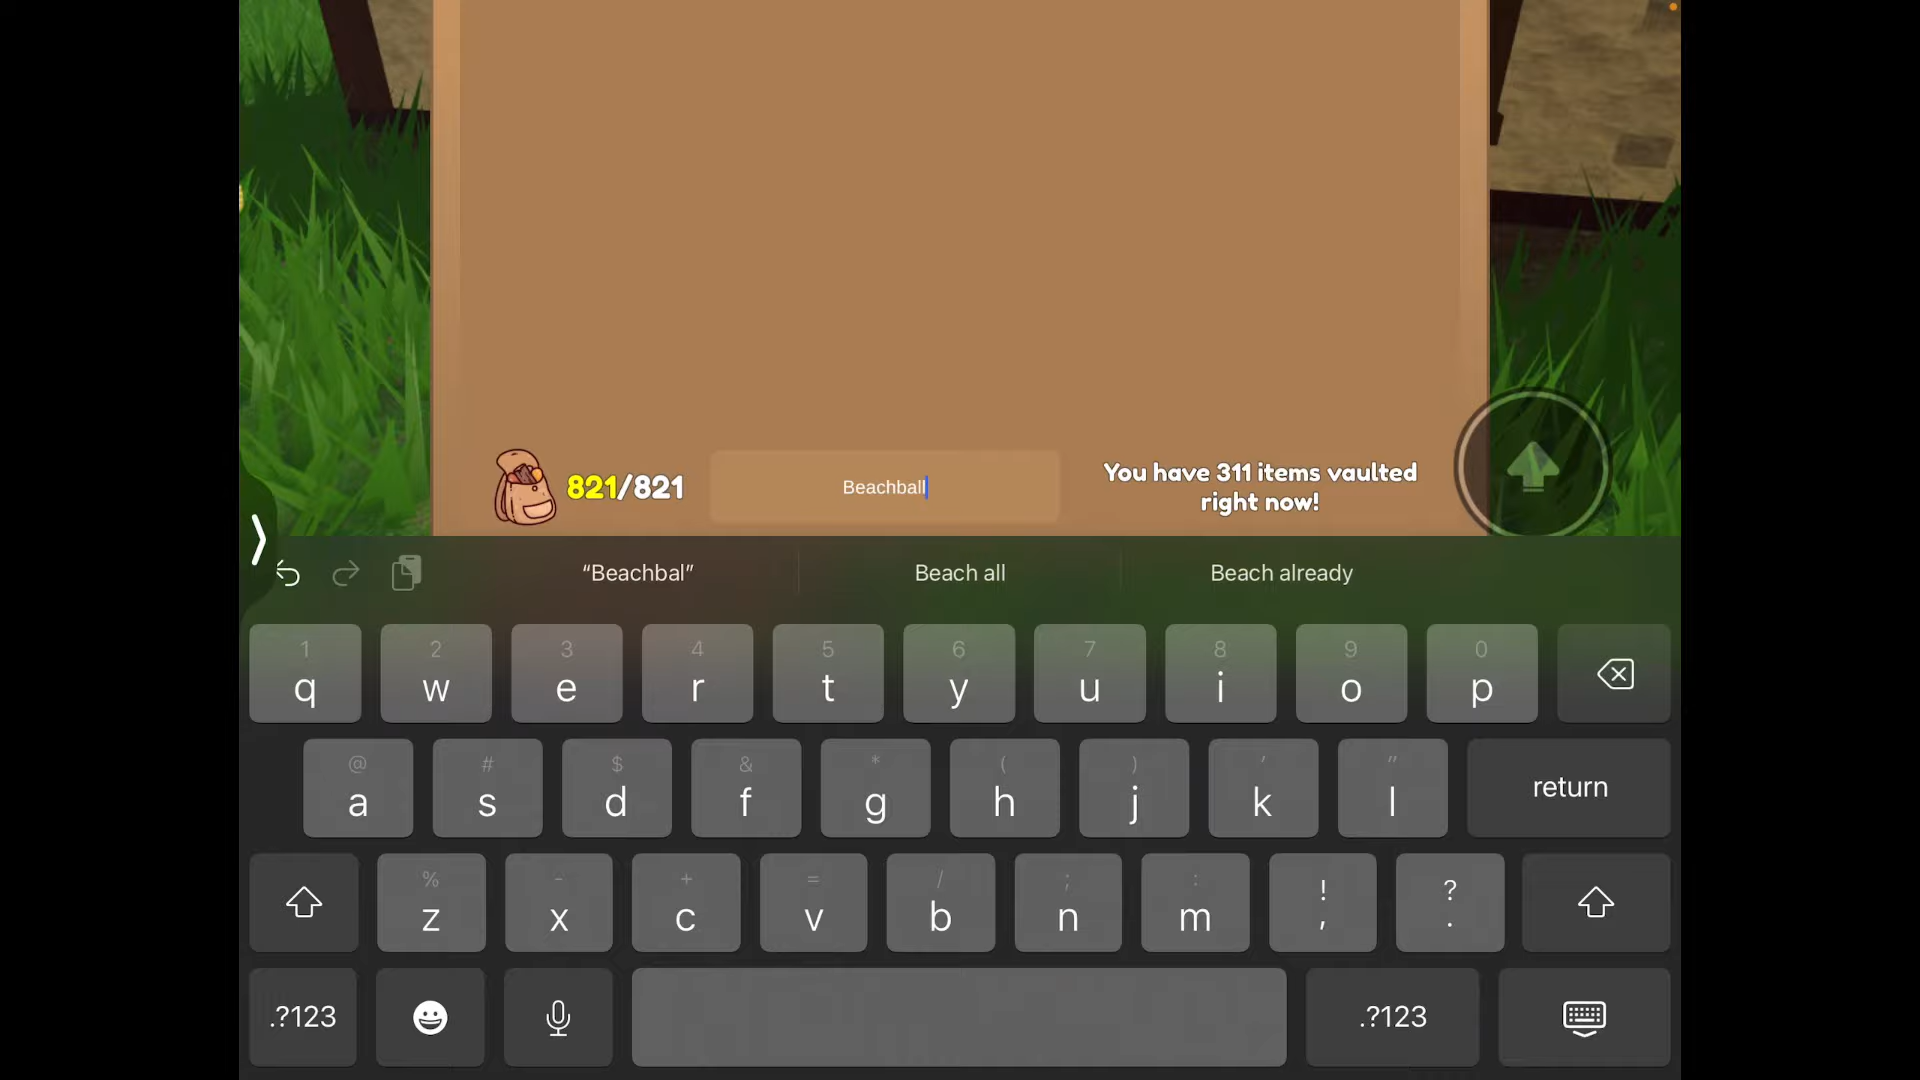 821/821
Beachball
You have 311 items vaulted
right now!
“Beachbal” Beach all Beach already
1 2 3 4 5 6 7 8 9 0
q w e r t y u i o p
@ # $ & * ( ) ' "
a s d f g h j k l return
% - + = / ; : ! ?
z x c v b n m , .
.?123 .?123